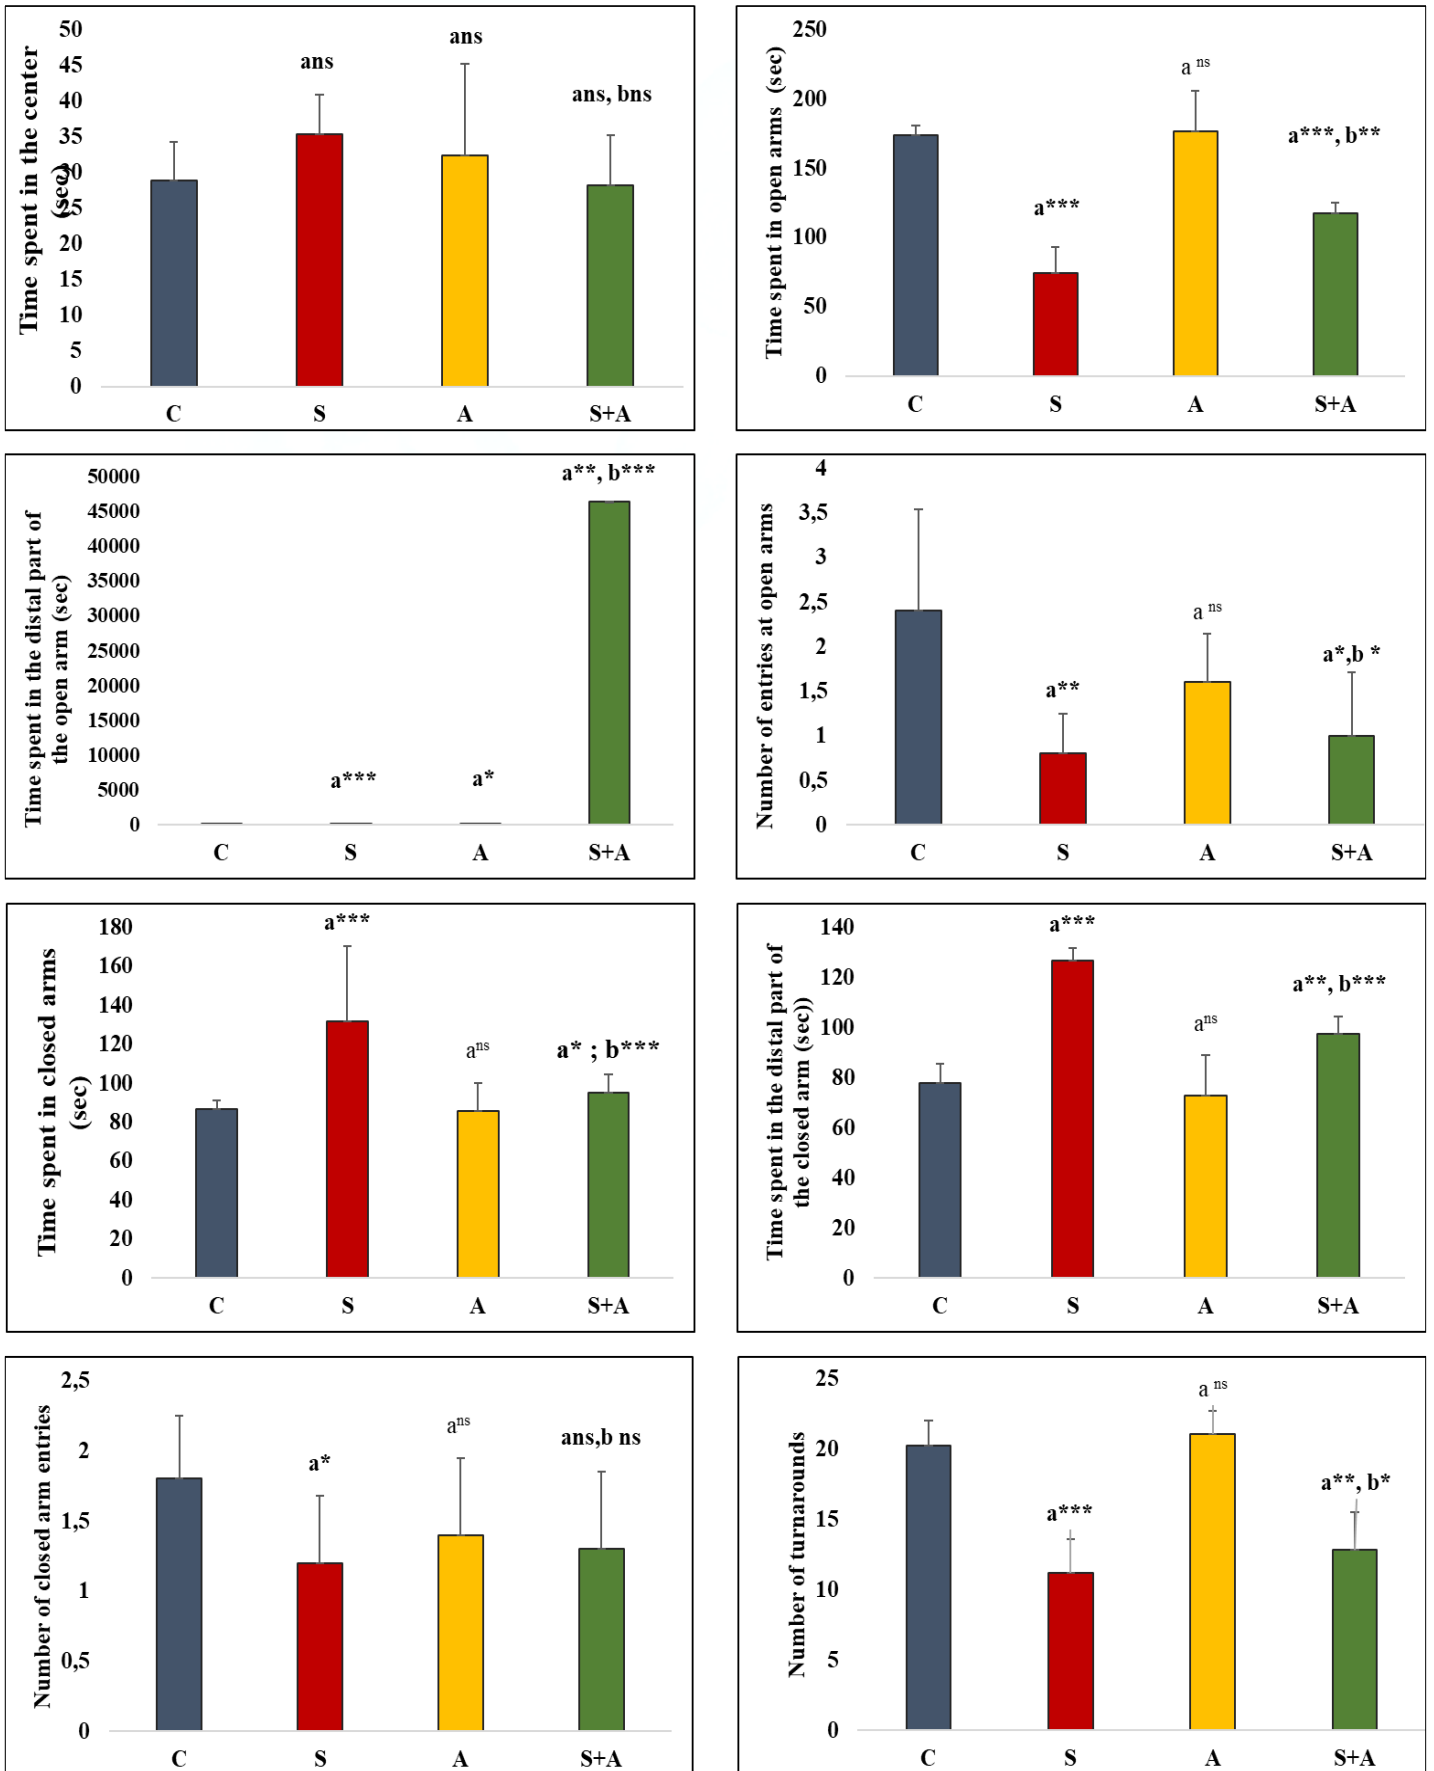 Time spent in the center
(sec)
50
45
40
35
30
25
20
15
10
5
0
ans
ans
ans, bns
C S A S+A
Time spent in open arms (sec)
250
200
150
100
50
0
a***
a ns
a***, b**
C S A S+A
Time spent in the distal part of
the open arm (sec)
50000
45000
40000
35000
30000
25000
20000
15000
10000
5000
0
a***
a*
a**, b***
C S A S+A
Number of entries at open arms
4
3,5
3
2,5
2
1,5
1
0,5
0
a**
a ns
a*,b *
C S A S+A
Time spent in closed arms
(sec)
180
160
140
120
100
80
60
40
20
0
a***
ans
a* ; b***
C S A S+A
Time spent in the distal part of
the closed arm (sec))
140
120
100
80
60
40
20
0
a***
ans
a**, b***
C S A S+A
Number of closed arm entries
2,5
2
1,5
1
0,5
0
a*
ans
ans,b ns
C S A S+A
Number of turnarounds
25
20
15
10
5
0
a***
a ns
a**, b*
C S A S+A